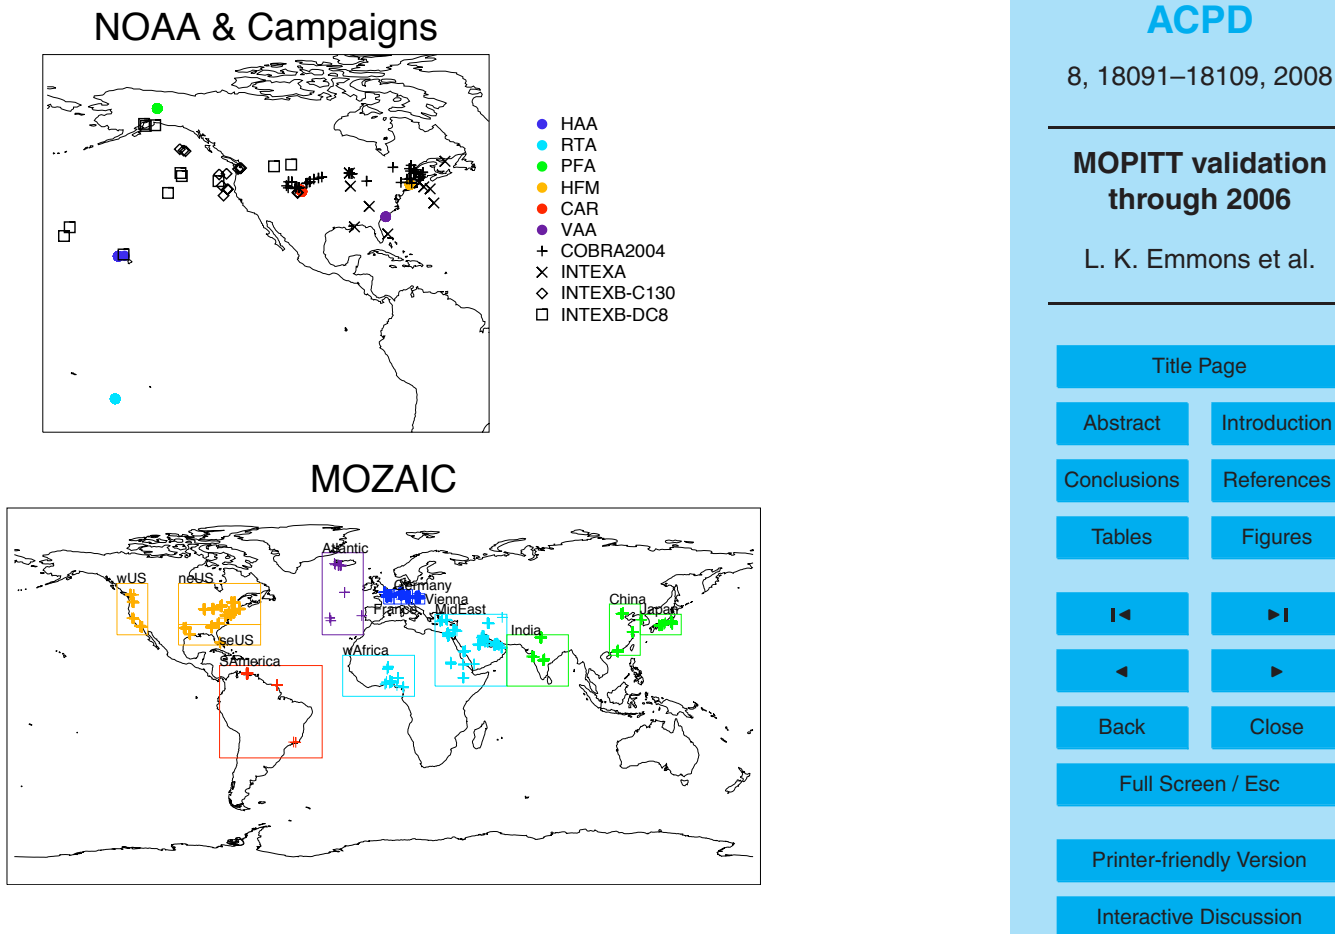 NOAA & Campaigns
HAA
RTA
PFA
HFM
CAR
VAA
COBRA2004
INTEXA
INTEXB-C130
INTEXB-DC8
MOZAIC
Atlantic
wUS
neUS
Germany
Vienna
France
MidEast
China
Japan
India
seUS
wAfrica
SAmerica
ACPD
8, 18091–18109, 2008
MOPITT validation
through 2006
L. K. Emmons et al.
Title Page
Abstract
Introduction
Conclusions
References
Tables
Figures
Back
Close
Full Screen / Esc
Printer-friendly Version
Interactive Discussion